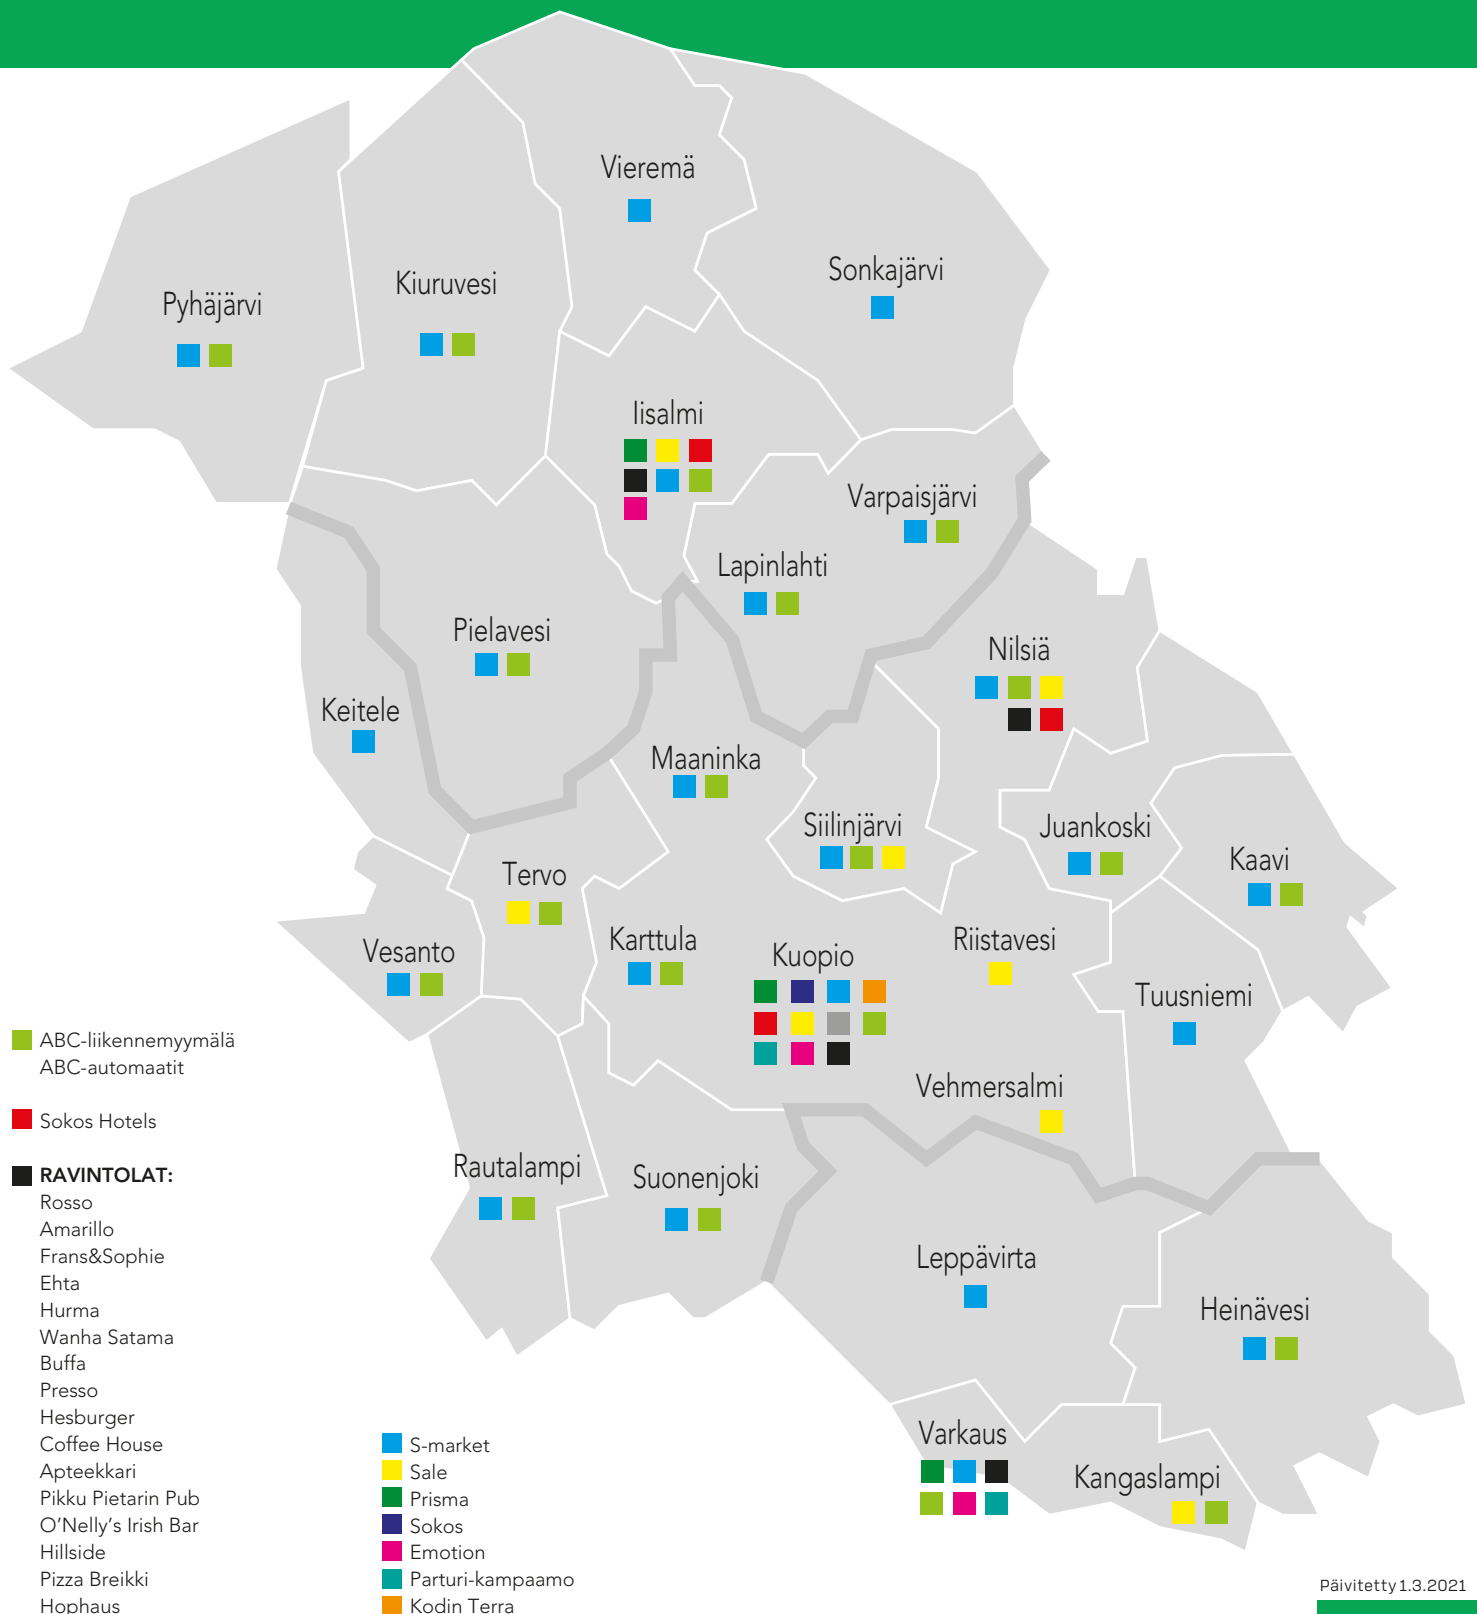 Vieremä
Sonkajärvi
Kiuruvesi
Pyhäjärvi
Iisalmi
Varpaisjärvi
Lapinlahti
Pielavesi
Nilsiä
Keitele
Maaninka
Siilinjärvi
Juankoski
Kaavi
Tervo
Karttula
Riistavesi
Vesanto
Kuopio
Tuusniemi
Vehmersalmi
Rautalampi
Suonenjoki
Leppävirta
Heinävesi
Varkaus
Kangaslampi
ABC-liikennemyymälä
ABC-automaatit
Sokos Hotels
RAVINTOLAT:
Rosso
Amarillo
Frans&Sophie
Ehta
Hurma
Wanha Satama
Buffa
Presso
Hesburger
Coffee House
Apteekkari
Pikku Pietarin Pub
O'Nelly's Irish Bar
Hillside
Pizza Breikki
Hophaus
S-market
Sale
Prisma
Sokos
Emotion
Parturi-kampaamo
Kodin Terra
Päivitetty 1.3.2021